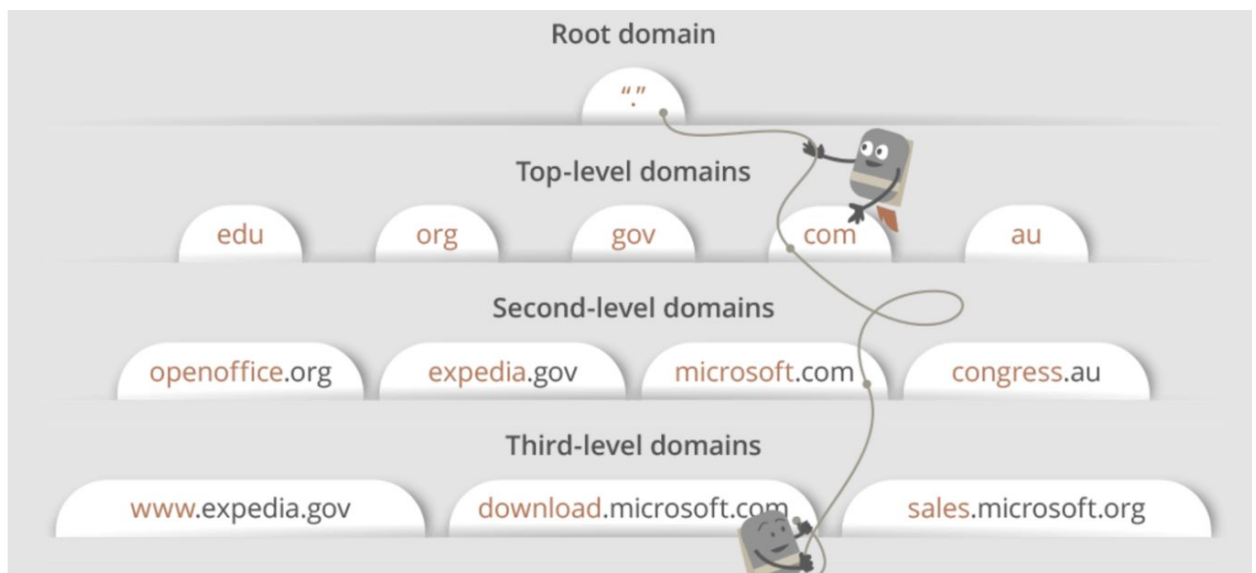 Root domain
“.”
Top-level domains
edu org gov com au
Second-level domains
openoffice.org expedia.gov microsoft.com congress.au
Third-level domains
www.expedia.gov download.microsoft.com sales.microsoft.org